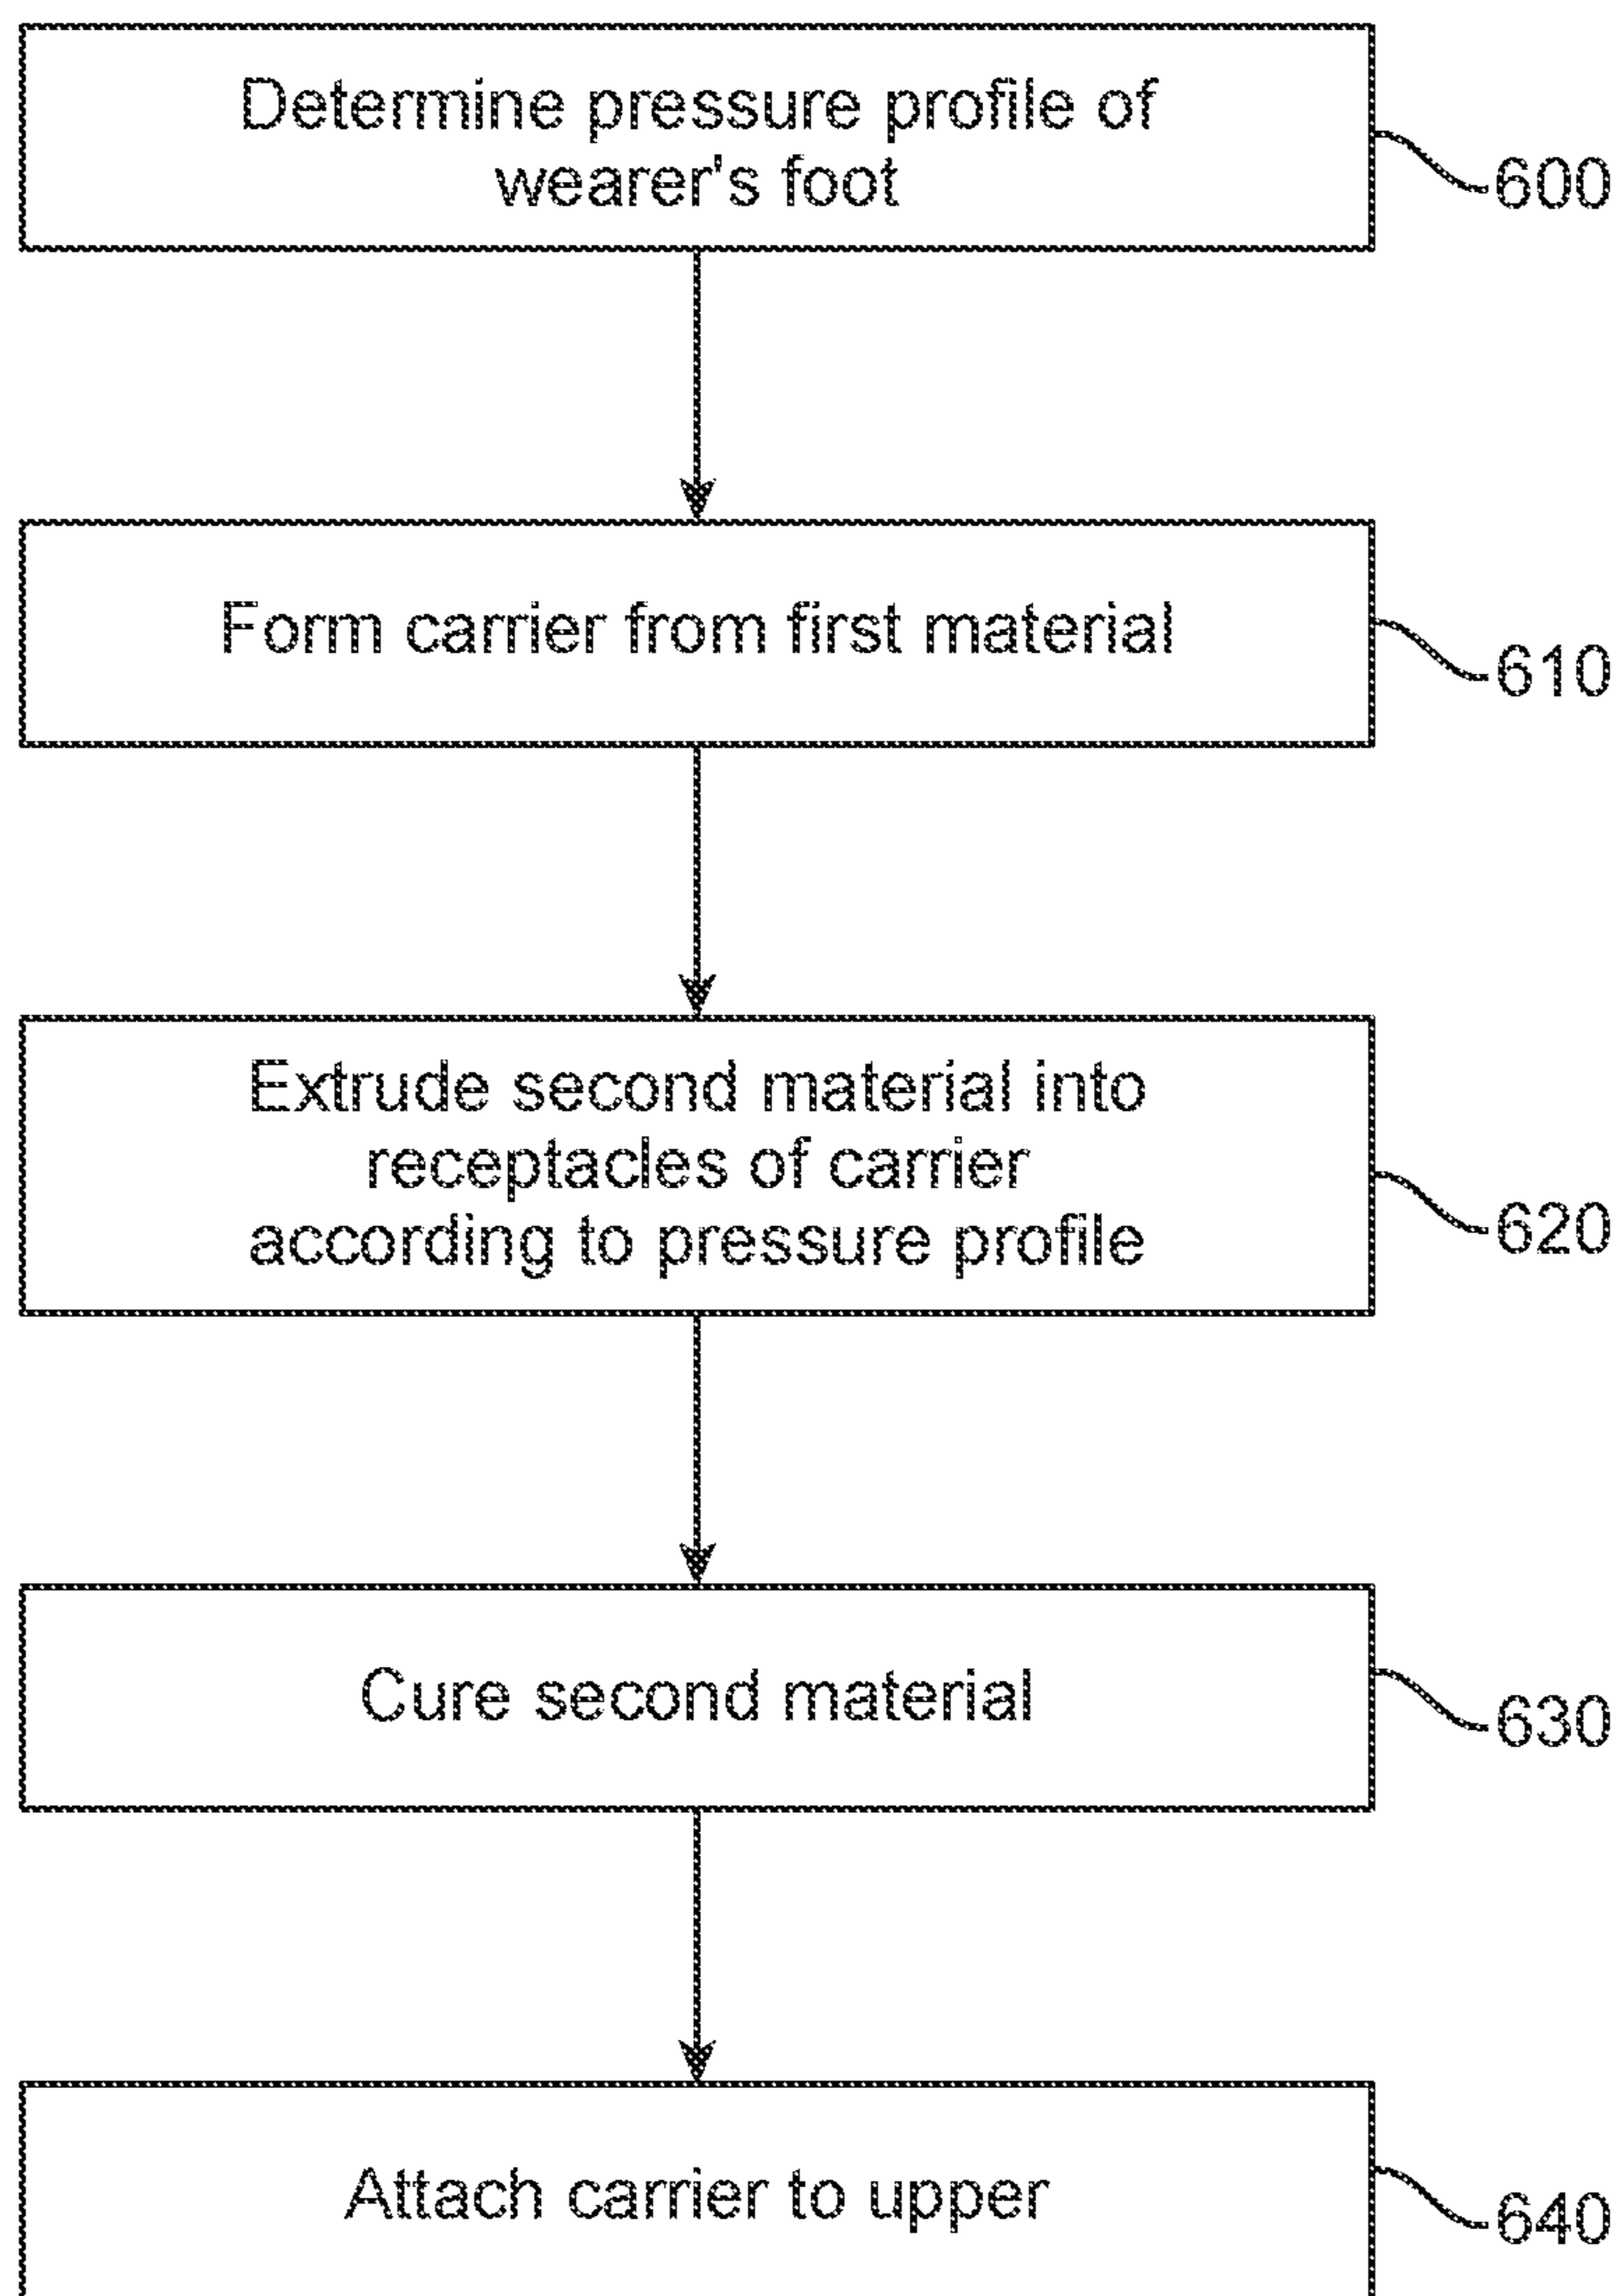 Determine pressure profile of
wearer's foot
600
Form carrier from first material
610
Extrude second material into
receptacles of carrier
according to pressure profile
620
Cure second material
630
Attach carrier to upper
640